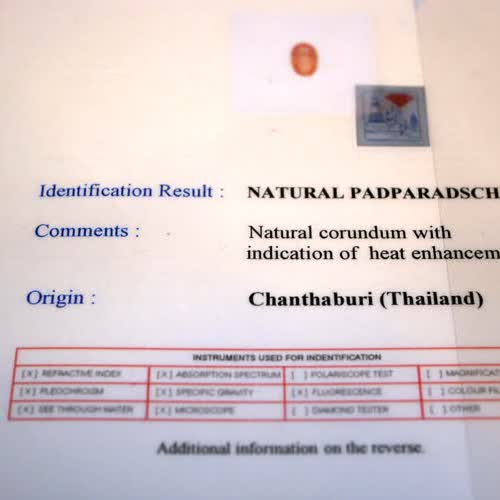 Identification Result : NATURAL PADPARADSCH
Comments : Natural corundum with
indication of heat enhancem
Origin : Chanthaburi (Thailand)
INSTRUMENTS USED FOR INDENTIFICATION
[X] REFRACTIVE INDEX [X] ABSORPTION SPECTRUM [ ] POLARISCOPE TEST [ ] MAGNIFICAT
[X] PLEOCHROISM [X] SPECIFIC GRAVITY [X] FLUORESCENCE [ ] COLOUR FIL
[X] SEE THROUGH WATER [X] MICROSCOPE [ ] DIAMOND TESTER [ ] OTHER
Additional information on the reverse.